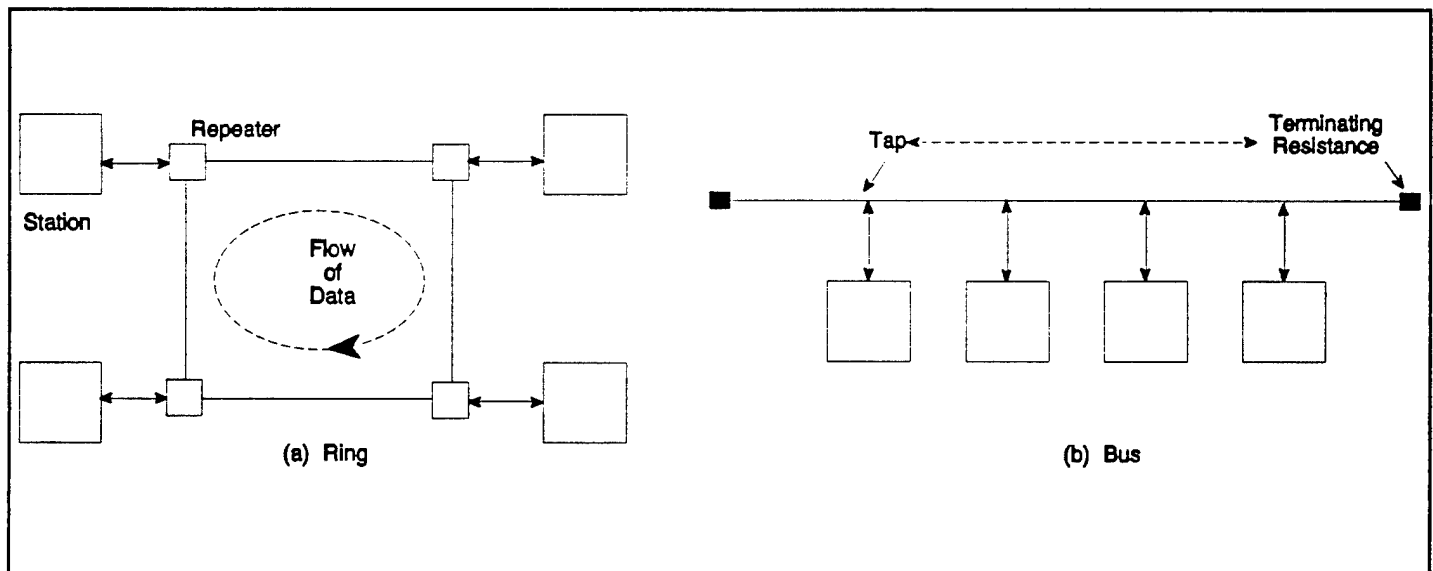 Repeater
Station
Flow
of
Data
(a) Ring
Tap
Terminating
Resistance
(b) Bus